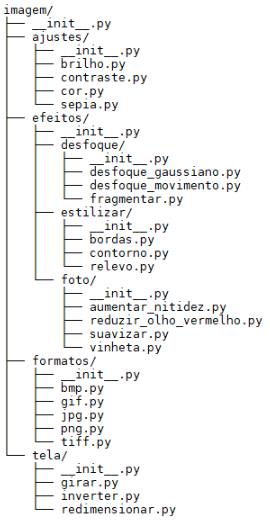 imagem/
├── __init__.py
├── ajustes/
│   ├── __init__.py
│   ├── brilho.py
│   ├── contraste.py
│   ├── cor.py
│   └── sepia.py
├── efeitos/
│   ├── __init__.py
│   ├── desfoque/
│   │   ├── __init__.py
│   │   ├── desfoque_gaussiano.py
│   │   ├── desfoque_movimento.py
│   │   └── fragmentar.py
│   ├── estilizar/
│   │   ├── __init__.py
│   │   ├── bordas.py
│   │   ├── contorno.py
│   │   └── relevo.py
│   └── foto/
│       ├── __init__.py
│       ├── aumentar_nitidez.py
│       ├── reduzir_olho_vermelho.py
│       ├── suavizar.py
│       └── vinheta.py
├── formatos/
│   ├── __init__.py
│   ├── bmp.py
│   ├── gif.py
│   ├── jpg.py
│   ├── png.py
│   └── tiff.py
└── tela/
    ├── __init__.py
    ├── girar.py
    ├── inverter.py
    └── redimensionar.py